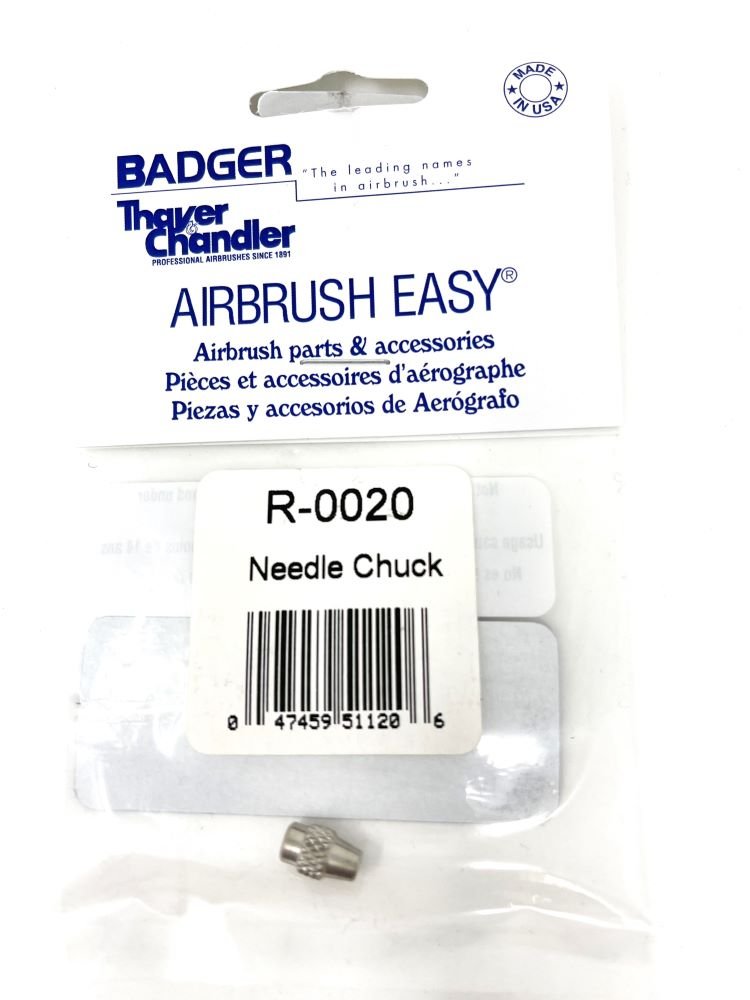 MADE
IN USA
BADGER
"The leading names
in airbrush..."
Thayer
&
Chandler
PROFESSIONAL AIRBRUSHES SINCE 1891
AIRBRUSH EASY®
Airbrush parts & accessories
Pièces et accessoires d'aérographe
Piezas y accesorios de Aerógrafo
R-0020
Needle Chuck
0 47459 51120 6